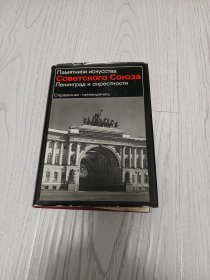 Памятники искусства
Советского Союза
Ленинград и окрестности
Справочник-путеводитель